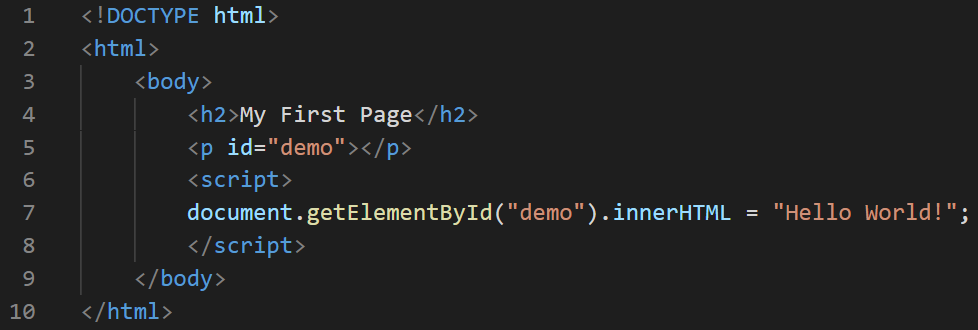 1 <!DOCTYPE html>
2 <html>
3 <body>
4 <h2>My First Page</h2>
5 <p id="demo"></p>
6 <script>
7 document.getElementById("demo").innerHTML = "Hello World!";
8 </script>
9 </body>
10 </html>